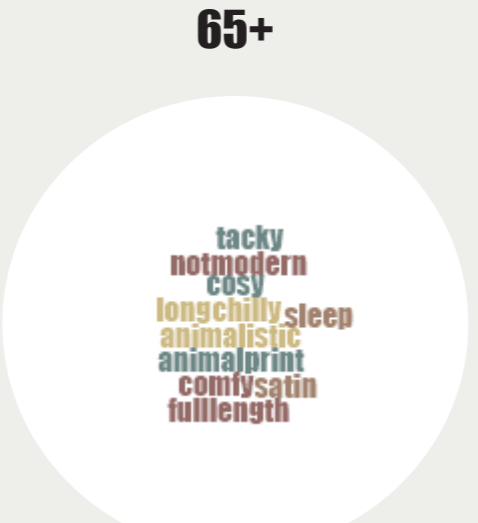 65+
tacky
notmodern
cosy
longchilly
sleep
animalistic
animalprint
comfysatin
fulllength